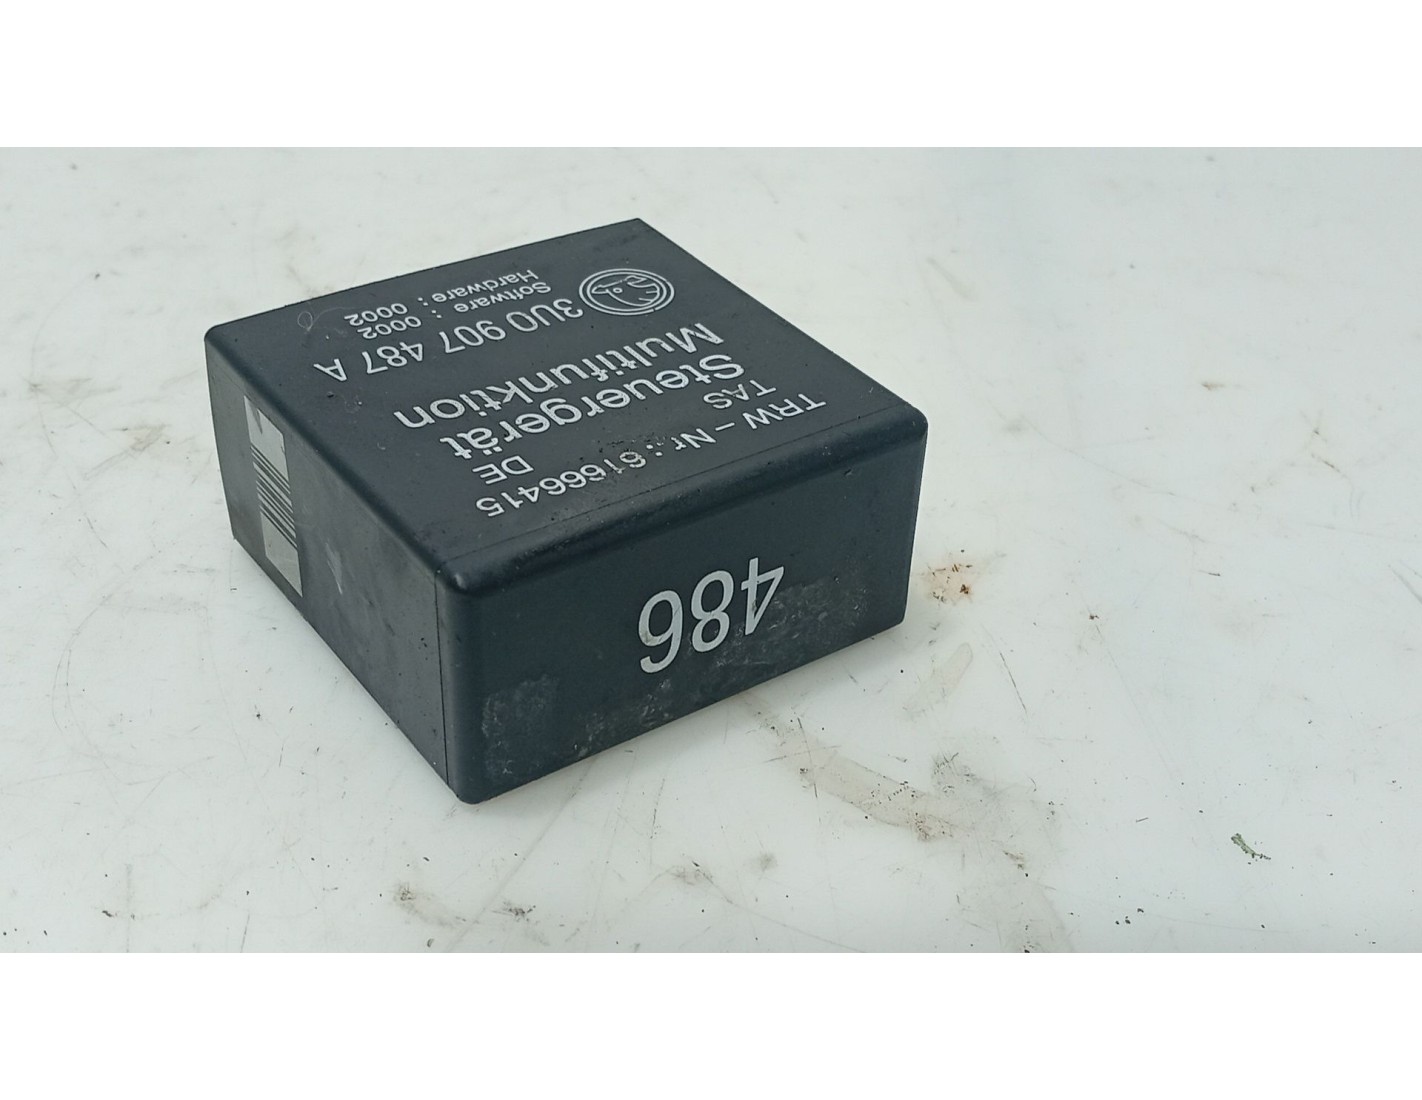 3U0 907 487 A
Software : 0002
Hardware : 0002
Steuergerät
Multifunktion
TAS DE
TRW – Nr.: 61666415
486